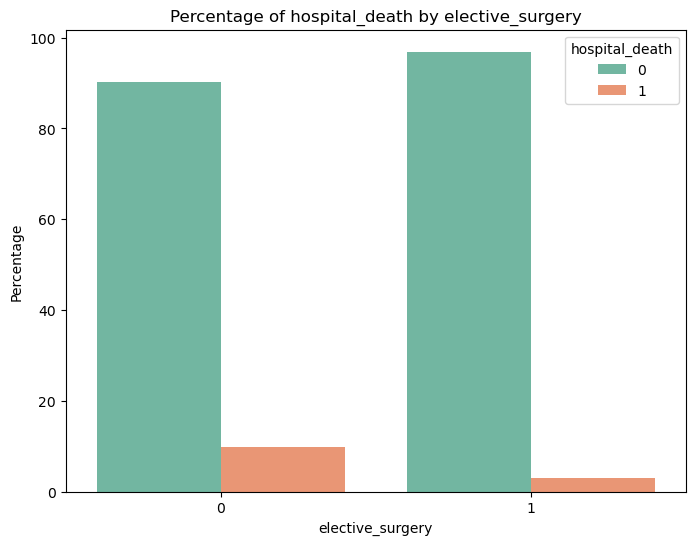 Percentage of hospital_death by elective_surgery
hospital_death
0
1
Percentage
100
80
60
40
20
0
0 1
elective_surgery